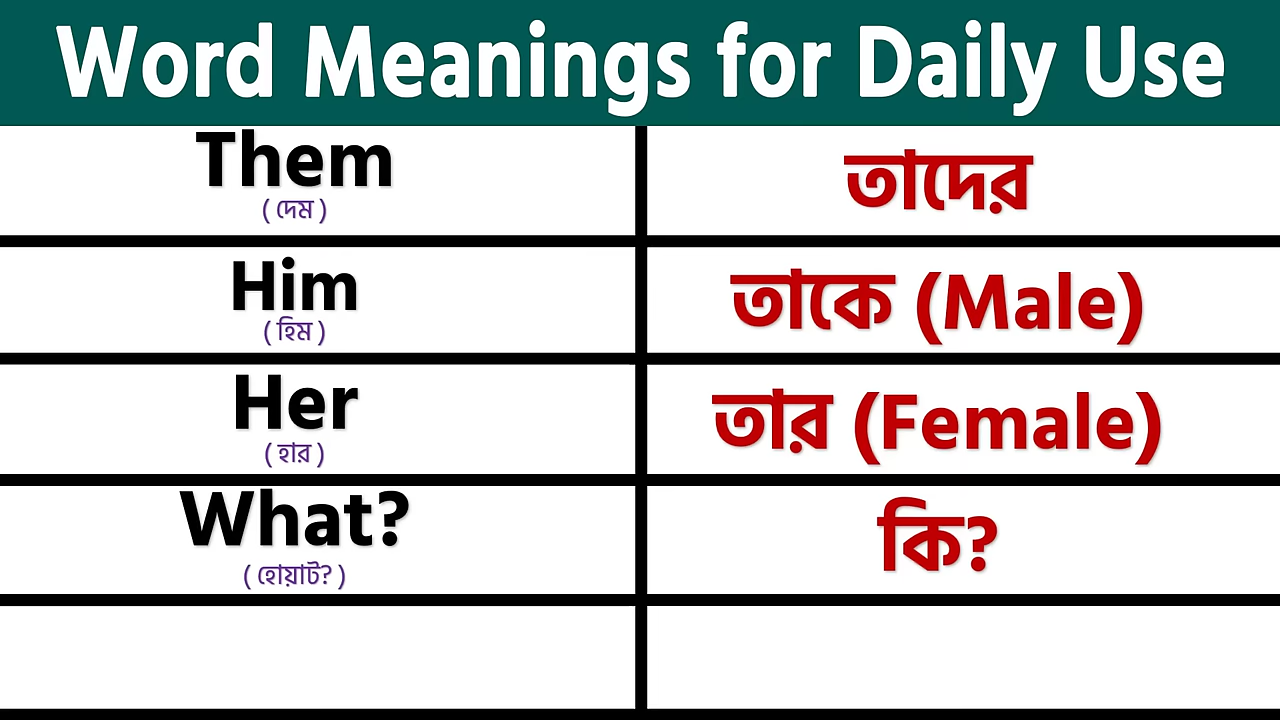 Word Meanings for Daily Use
Them
( দেম )
তাদের
Him
( হিম )
তাকে (Male)
Her
( হার )
তার (Female)
What?
( হোয়াট? )
কি?